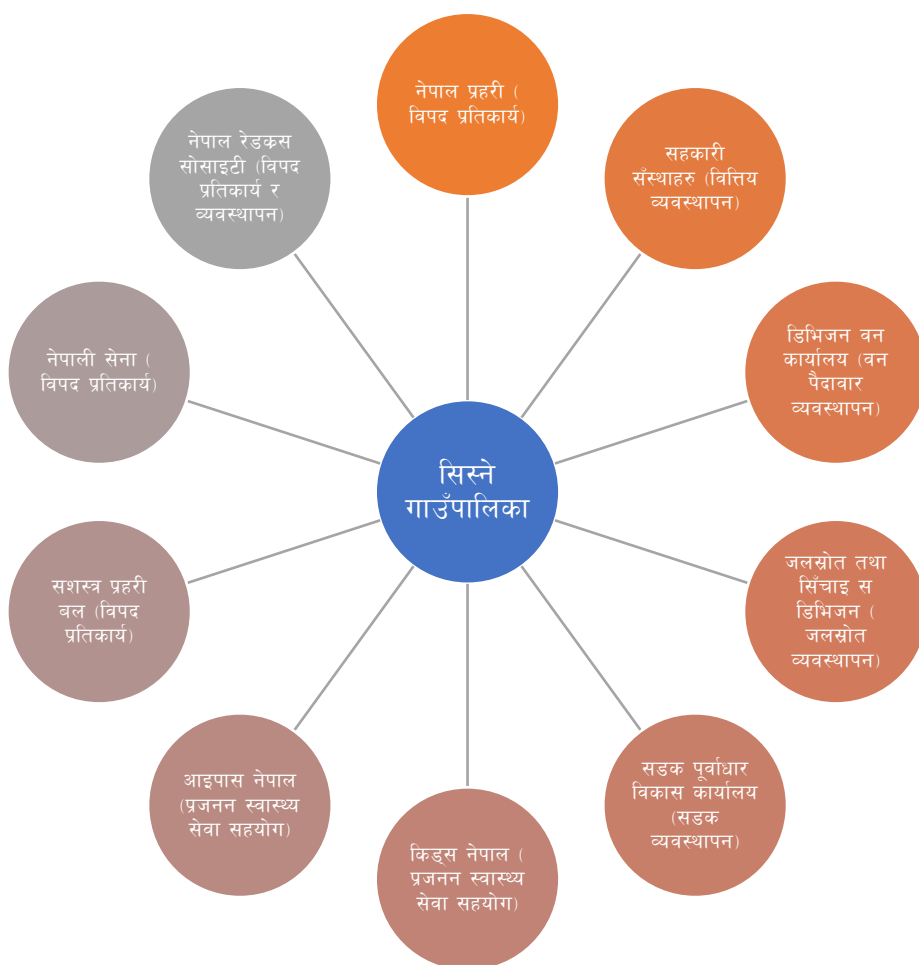 नेपाल प्रहरी (
विपद प्रतिकार्य)
सहकारी
सँस्थाहरु (वित्तिय
व्यवस्थापन)
डिभिजन वन
कार्यालय (वन
पैदावार
व्यवस्थापन)
जलस्रोत तथा
सिँचाइ स
डिभिजन (
जलस्रोत
व्यवस्थापन)
सडक पूर्वाधार
विकास कार्यालय
(सडक
व्यवस्थापन)
किड्स नेपाल (
प्रजनन स्वास्थ्य
सेवा सहयोग)
आइपास नेपाल
(प्रजनन स्वास्थ्य
सेवा सहयोग)
सशस्त्र प्रहरी
बल (विपद
प्रतिकार्य)
नेपाली सेना (
विपद प्रतिकार्य)
नेपाल रेडकस
सोसाइटी (विपद
प्रतिकार्य र
व्यवस्थापन)
सिस्ने
गाउँपालिका